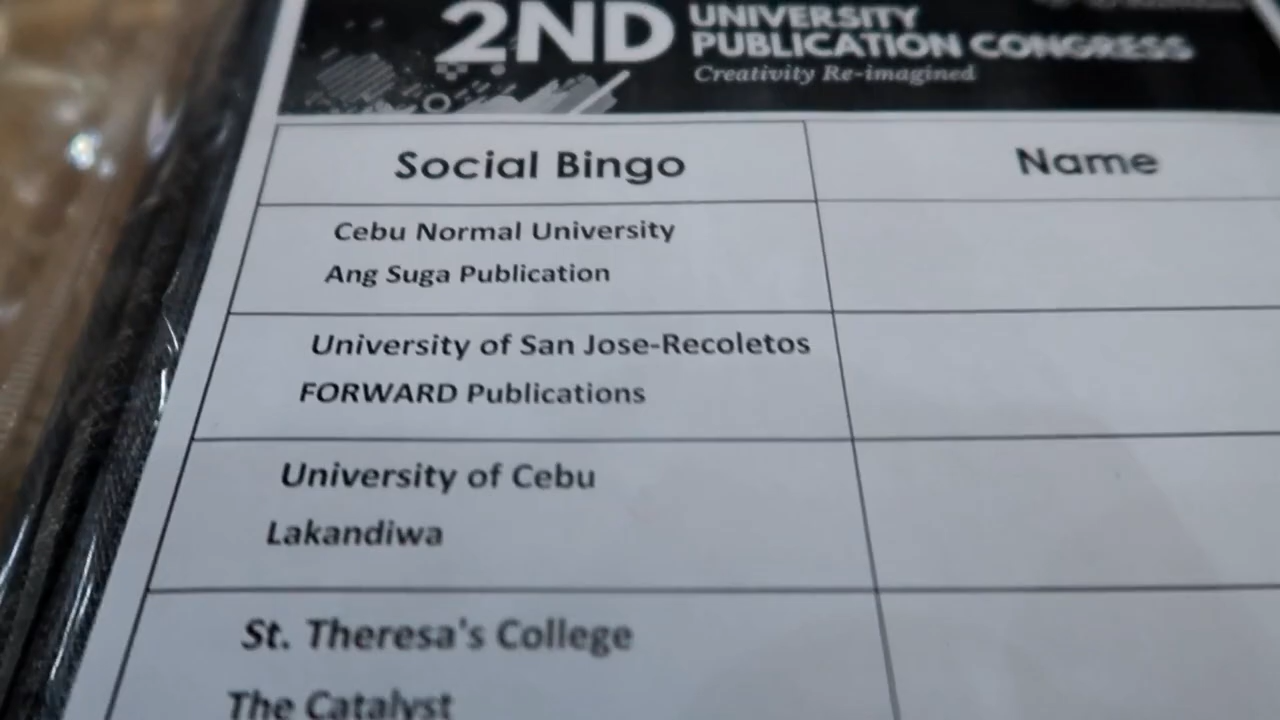 2ND UNIVERSITY
PUBLICATION CONGRESS
Creativity Re-imagined
Social Bingo
Name
Cebu Normal University
Ang Suga Publication
University of San Jose-Recoletos
FORWARD Publications
University of Cebu
Lakandiwa
St. Theresa's College
The Catalyst